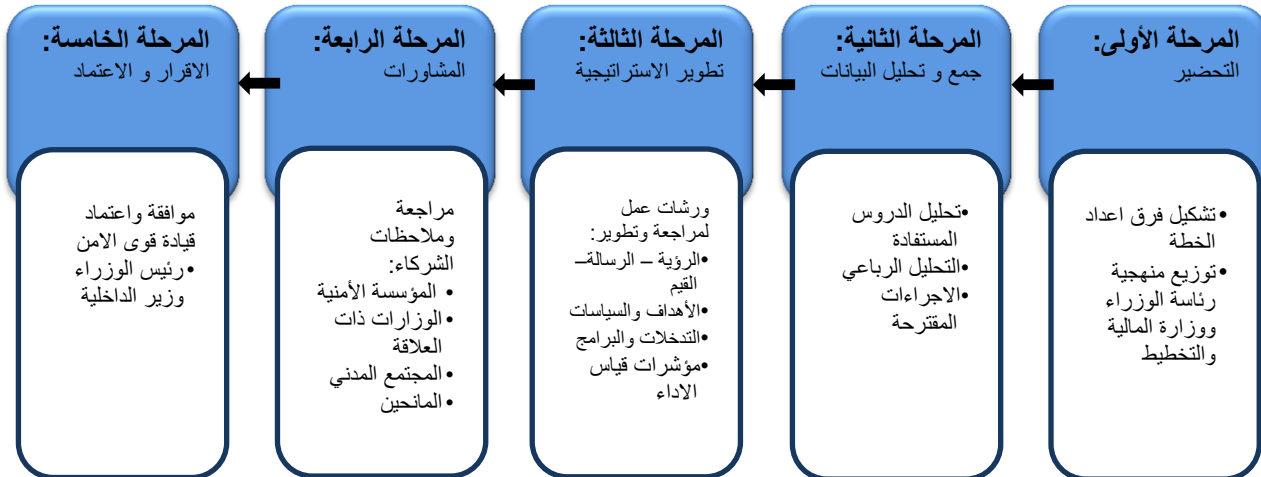 المرحلة الأولى:
التحضير
•تشكيل فرق اعداد
الخطة
•توزيع منهجية
رئاسة الوزراء
ووزارة المالية
والتخطيط
المرحلة الثانية:
جمع و تحليل البيانات
•تحليل الدروس
المستفادة
•التحليل الرباعي
•الاجراءات
المقترحة
المرحلة الثالثة:
تطوير الاستراتيجية
ورشات عمل
لمراجعة وتطوير:
•الرؤية – الرسالة–
القيم
•الأهداف والسياسات
•التدخلات والبرامج
•مؤشرات قياس
الاداء
المرحلة الرابعة:
المشاورات
مراجعة
وملاحظات
الشركاء:
• المؤسسة الأمنية
•الوزارات ذات
العلاقة
•المجتمع المدني
•المانحين
المرحلة الخامسة:
الاقرار و الاعتماد
موافقة واعتماد
قيادة قوى الامن
•رئيس الوزراء
وزير الداخلية